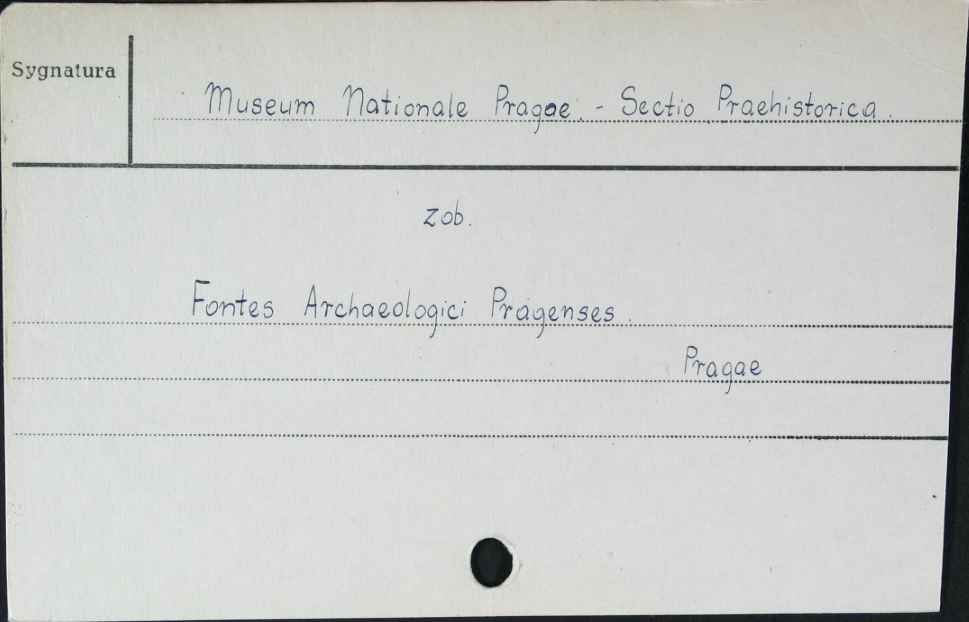 Sygnatura
Museum Nationale Pragae. - Sectio Praehistorica.
zob.
Fontes Archaeologici Pragenses.
Pragae